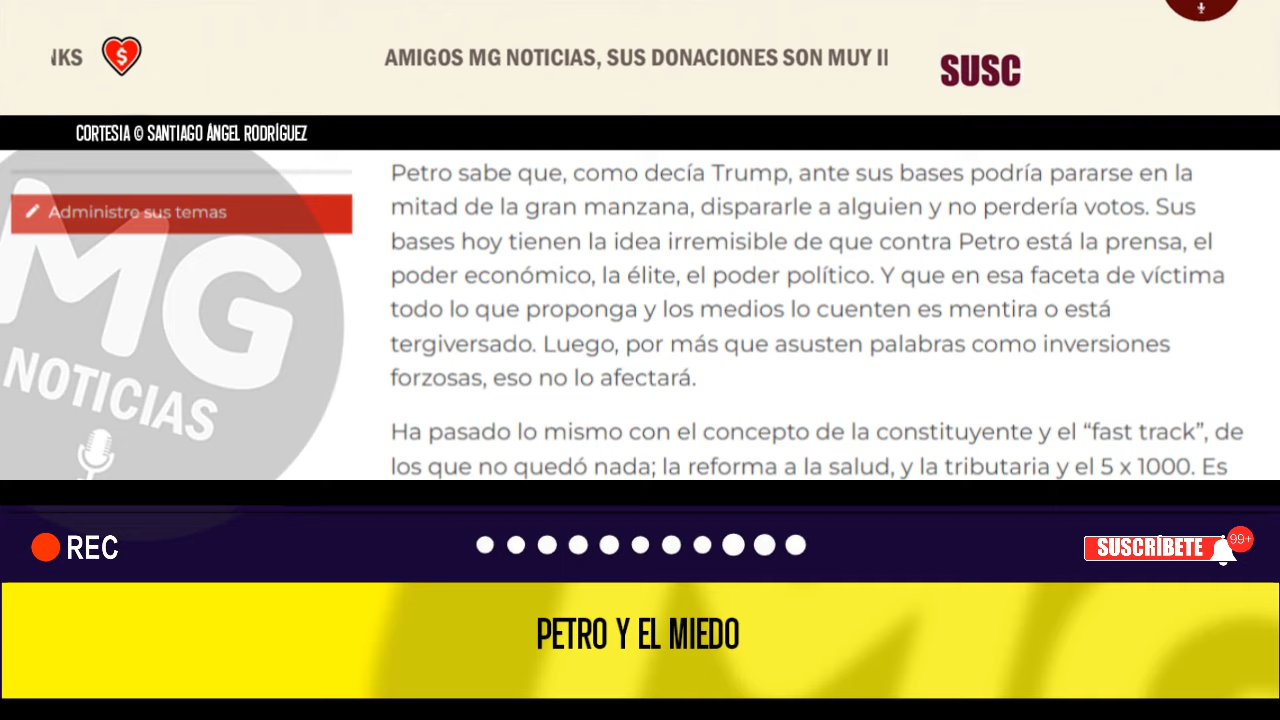 NKS
AMIGOS MG NOTICIAS, SUS DONACIONES SON MUY
SUSC
CORTESIA © SANTIAGO ÁNGEL RODRÍGUEZ
Administre sus temas
Petro sabe que, como decía Trump, ante sus bases podría pararse en la
mitad de la gran manzana, dispararle a alguien y no perdería votos. Sus
bases hoy tienen la idea irremisible de que contra Petro está la prensa, el
poder económico, la élite, el poder político. Y que en esa faceta de víctima
todo lo que proponga y los medios lo cuenten es mentira o está
tergiversado. Luego, por más que asusten palabras como inversiones
forzosas, eso no lo afectará.
Ha pasado lo mismo con el concepto de la constituyente y el “fast track”, de
los que no quedó nada; la reforma a la salud, y la tributaria y el 5 x 1000. Es
MG
NOTICIAS
REC
SUSCRÍBETE
99+
PETRO Y EL MIEDO